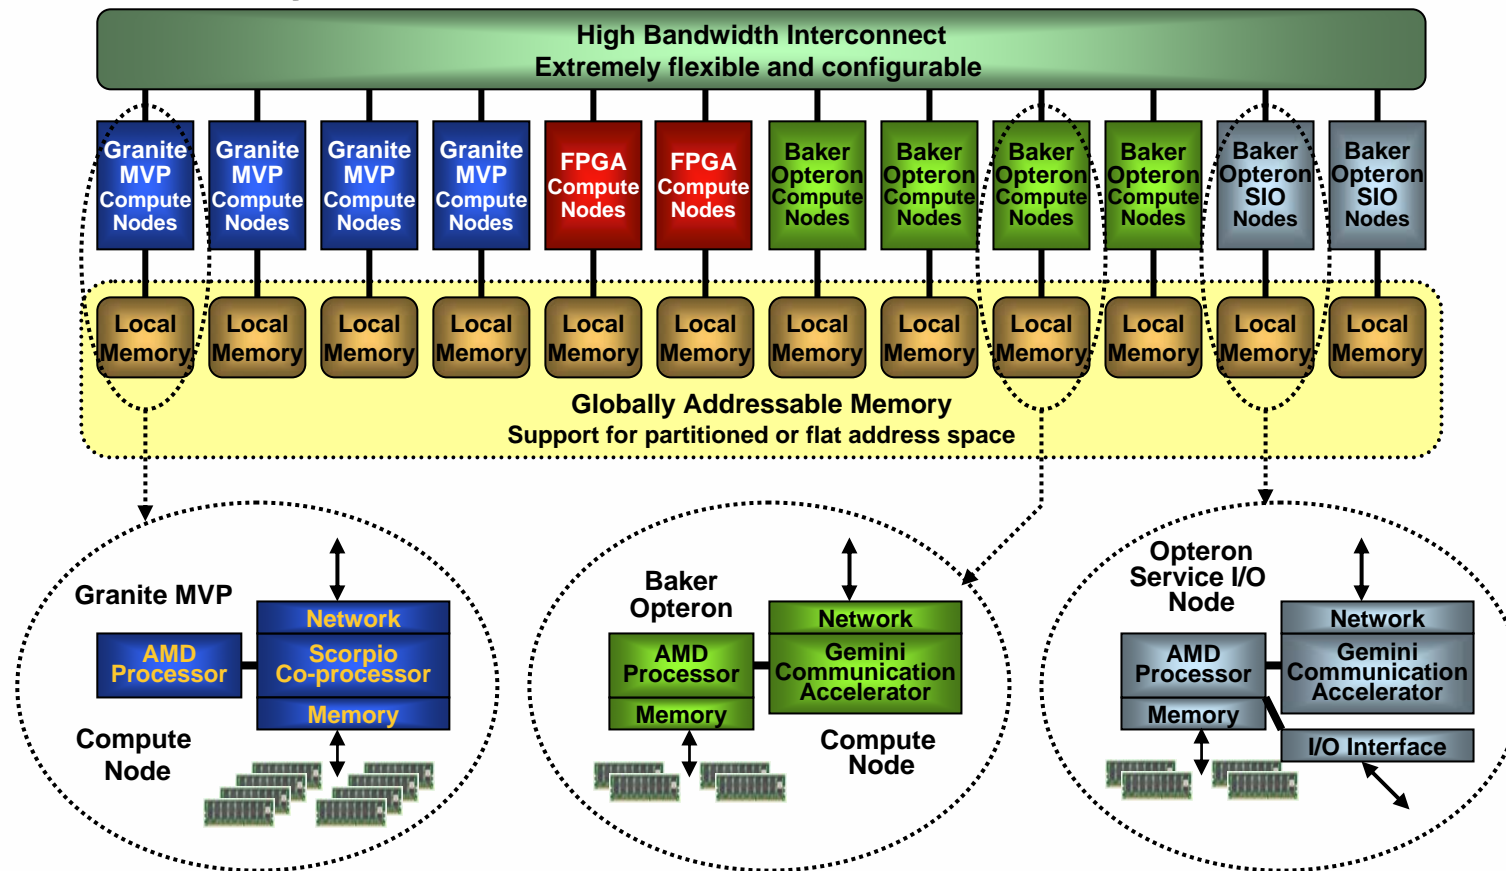 High Bandwidth Interconnect
Extremely flexible and configurable
Granite
MVP
Compute
Nodes
Granite
MVP
Compute
Nodes
Granite
MVP
Compute
Nodes
Granite
MVP
Compute
Nodes
FPGA
Compute
Nodes
FPGA
Compute
Nodes
Baker
Opteron
Compute
Nodes
Baker
Opteron
Compute
Nodes
Baker
Opteron
Compute
Nodes
Baker
Opteron
Compute
Nodes
Baker
Opteron
SIO
Nodes
Baker
Opteron
SIO
Nodes
Local
Memory
Local
Memory
Local
Memory
Local
Memory
Local
Memory
Local
Memory
Local
Memory
Local
Memory
Local
Memory
Local
Memory
Local
Memory
Local
Memory
Globally Addressable Memory
Support for partitioned or flat address space
Granite MVP
Network
AMD
Processor
Scorpio
Co-processor
Memory
Compute
Node
Baker
Opteron
Network
AMD
Processor
Gemini
Communication
Accelerator
Memory
Compute
Node
Opteron
Service I/O
Node
Network
AMD
Processor
Gemini
Communication
Accelerator
Memory
I/O Interface